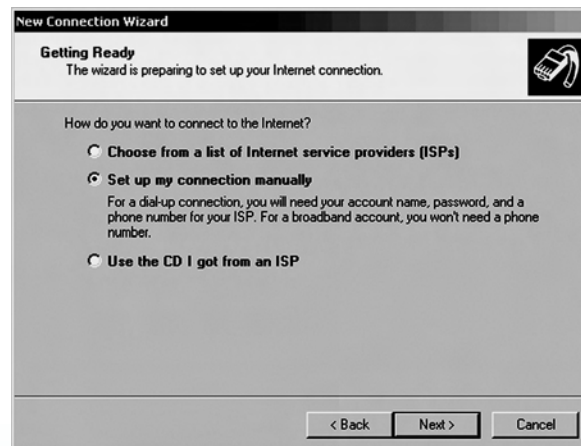 New Connection Wizard
Getting Ready
The wizard is preparing to set up your Internet connection.
How do you want to connect to the Internet?
Choose from a list of Internet service providers (ISPs)
Set up my connection manually
For a dial-up connection, you will need your account name, password, and a
phone number for your ISP. For a broadband account, you won't need a phone
number.
Use the CD I got from an ISP
< Back Next > Cancel